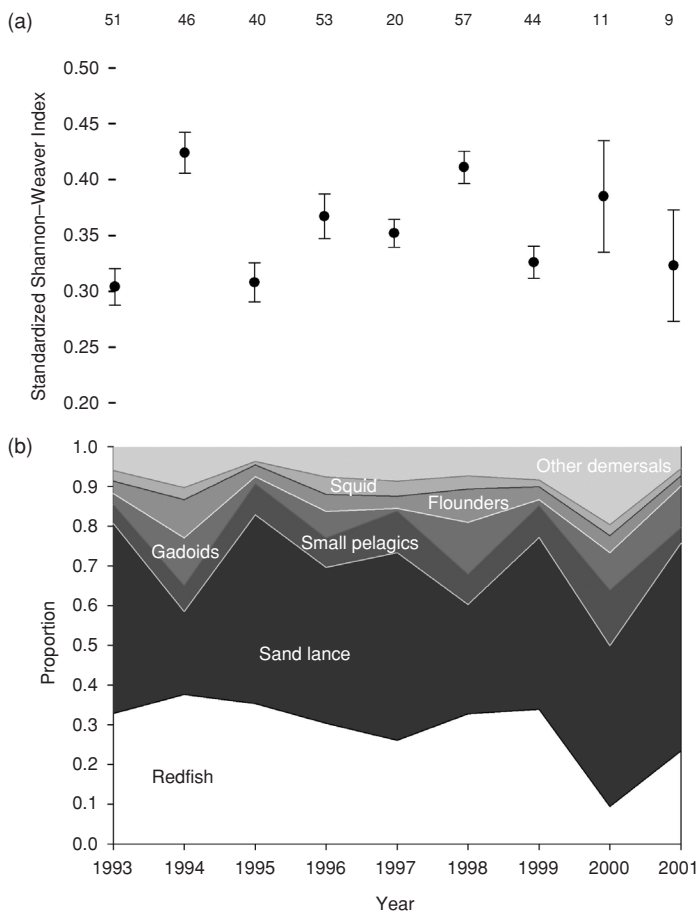 (a) 51 46 40 53 20 57 44 11 9
0.50
0.45
0.40
0.35
0.30
0.25
0.20
Standardized Shannon–Weaver Index
(b)
1.0
0.9
0.8
0.7
0.6
0.5
0.4
0.3
0.2
0.1
0.0
Proportion
Other demersals
Squid
Flounders
Gadoids
Small pelagics
Sand lance
Redfish
1993 1994 1995 1996 1997 1998 1999 2000 2001
Year